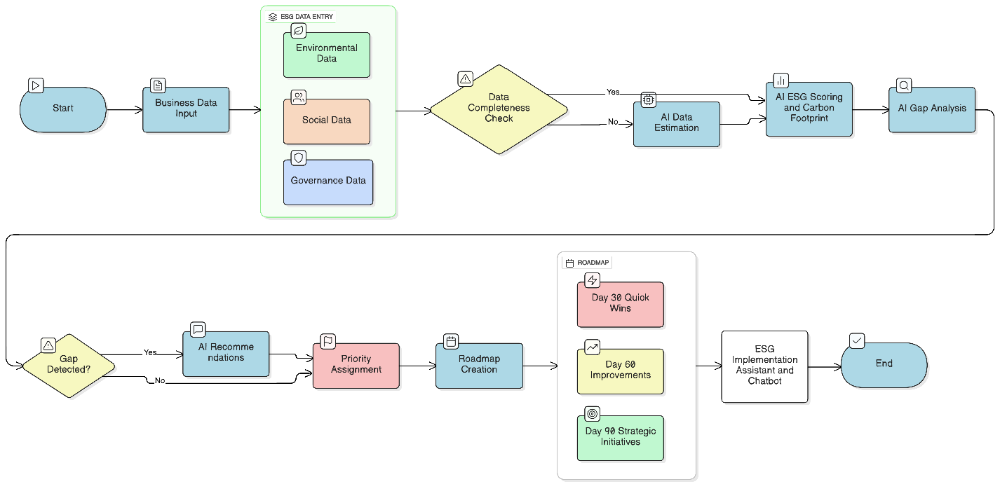 ESG DATA ENTRY
Environmental
Data
Social Data
Governance Data
Start
Business Data
Input
Data
Completeness
Check
Yes
No
AI Data
Estimation
AI ESG Scoring
and Carbon
Footprint
AI Gap Analysis
Gap
Detected?
Yes
No
AI Recomme
ndations
Priority
Assignment
Roadmap
Creation
ROADMAP
Day 30 Quick
Wins
Day 60
Improvements
Day 90 Strategic
Initiatives
ESG
Implementation
Assistant and
Chatbot
End